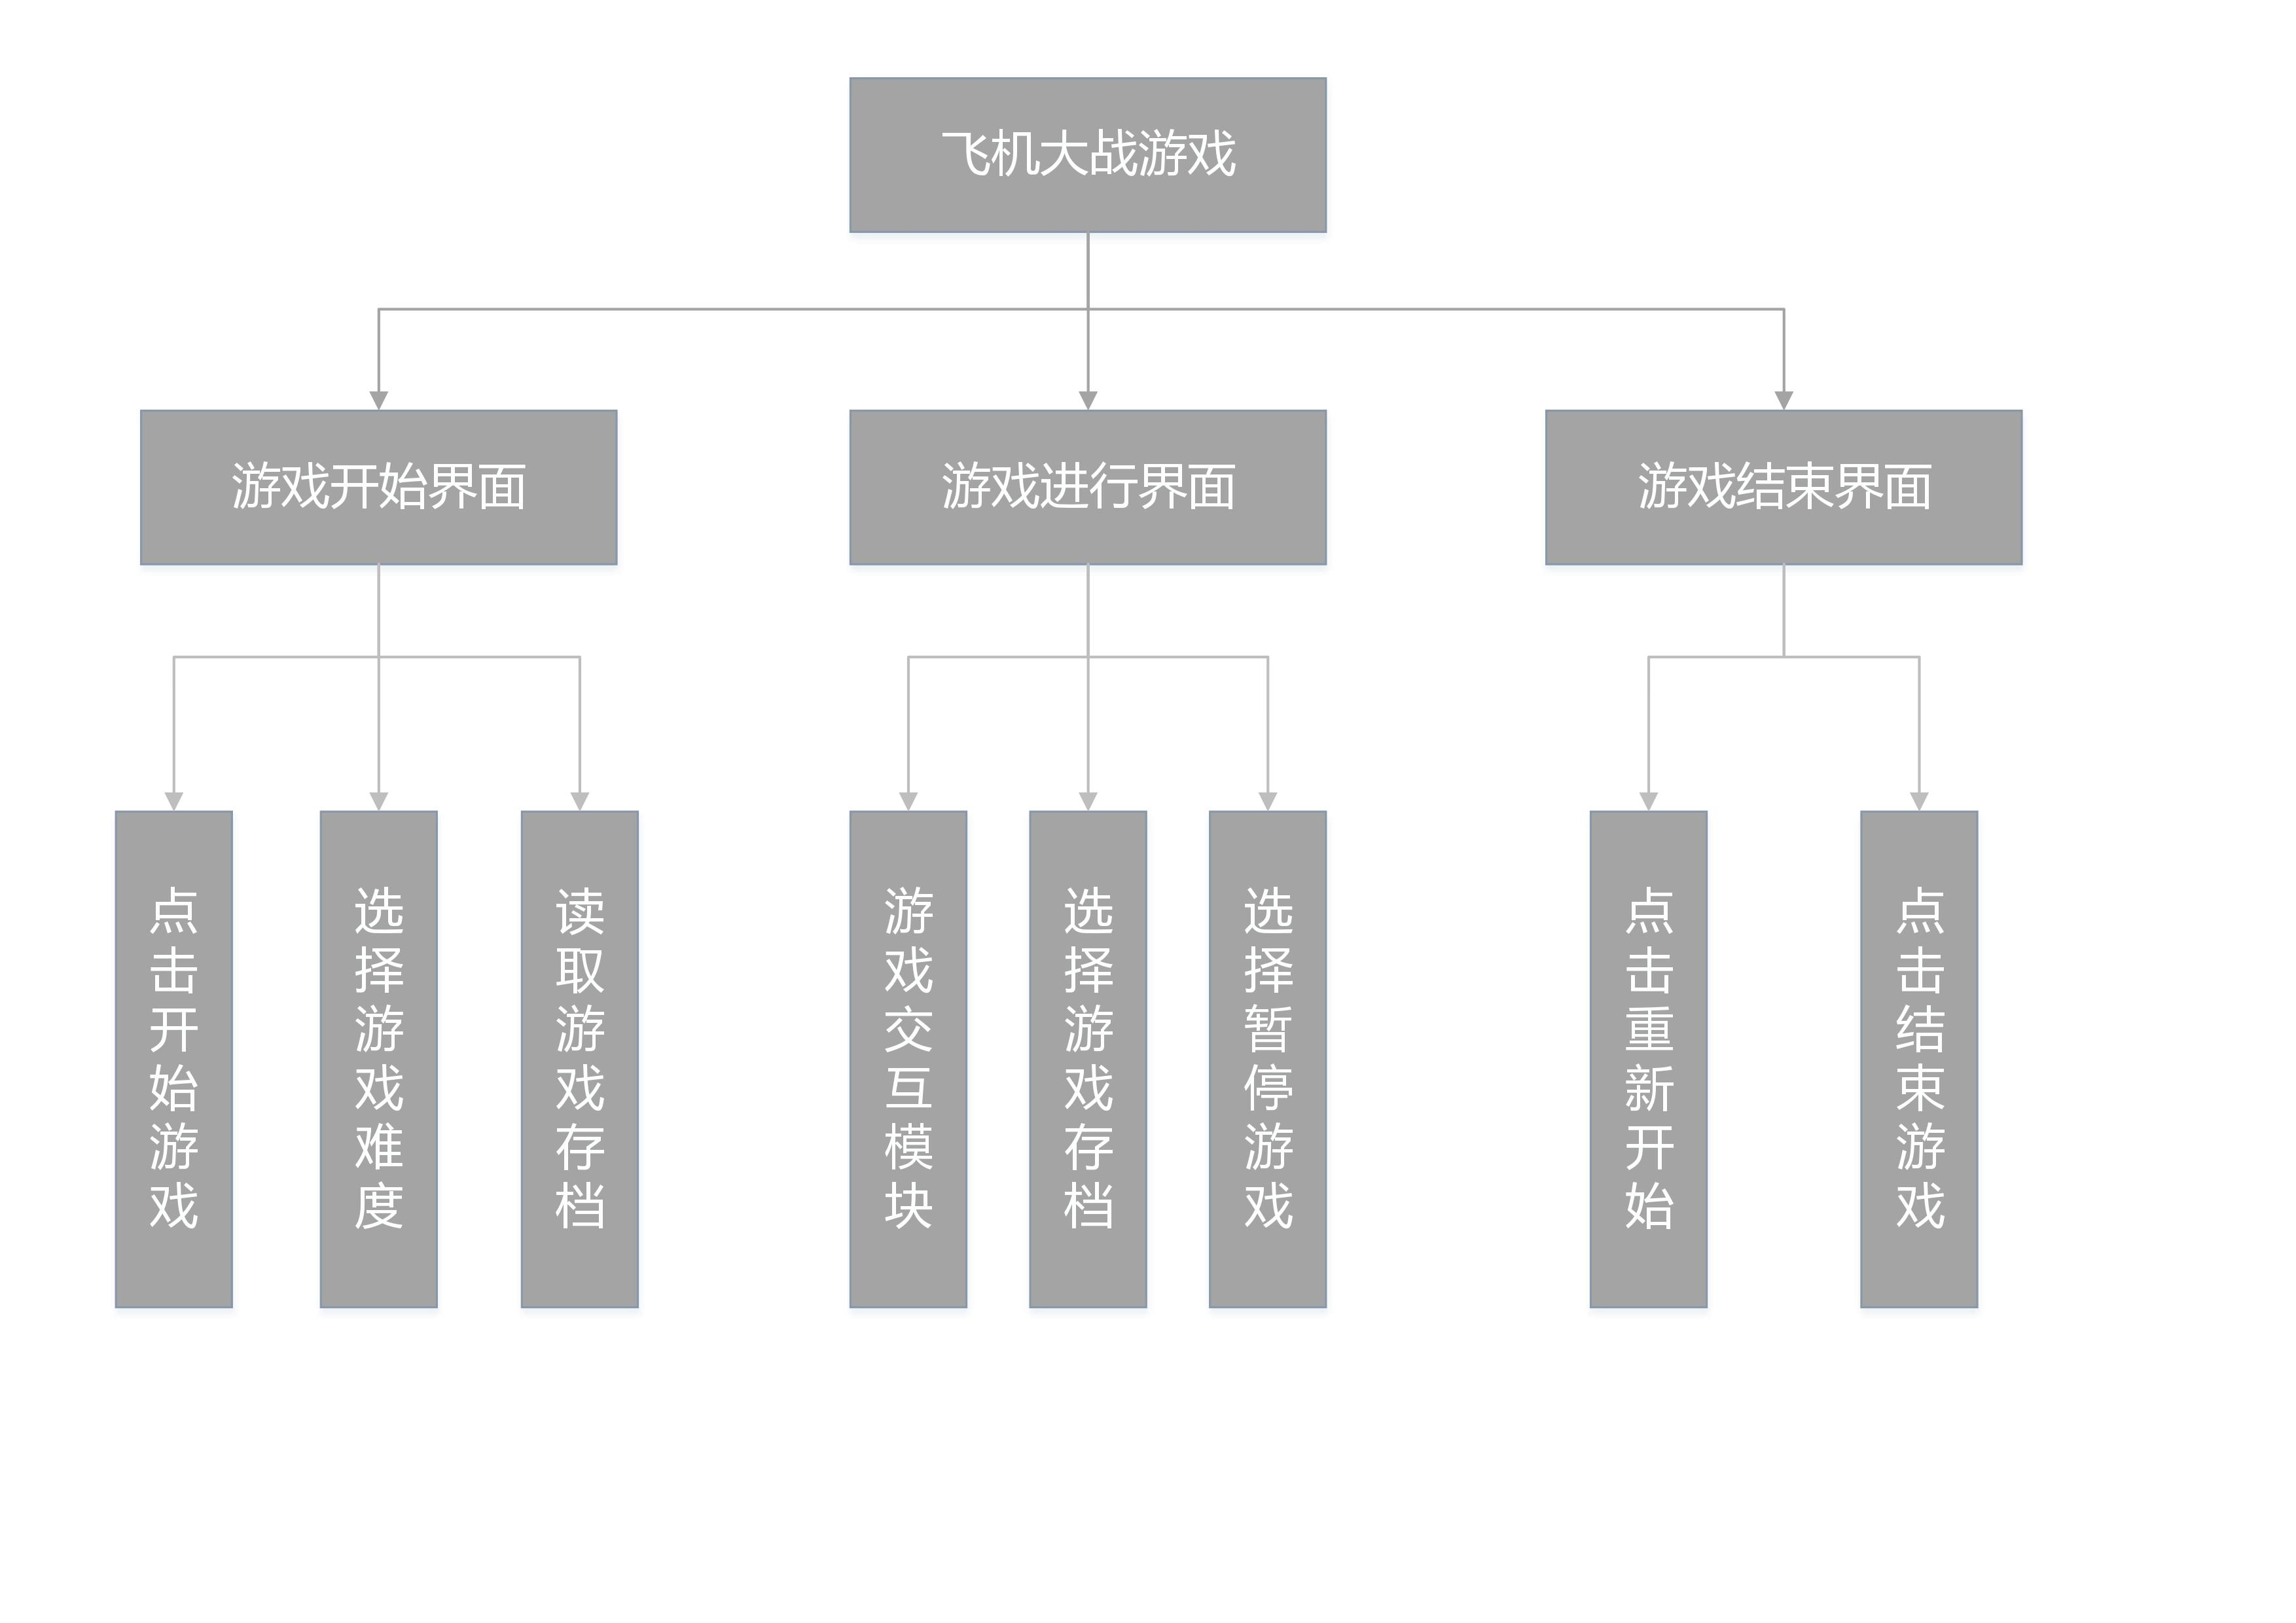 飞机大战游戏
游戏开始界面
游戏进行界面
游戏结束界面
点击开始游戏
选择游戏难度
读取游戏存档
游戏交互模块
选择游戏存档
选择暂停游戏
点击重新开始
点击结束游戏